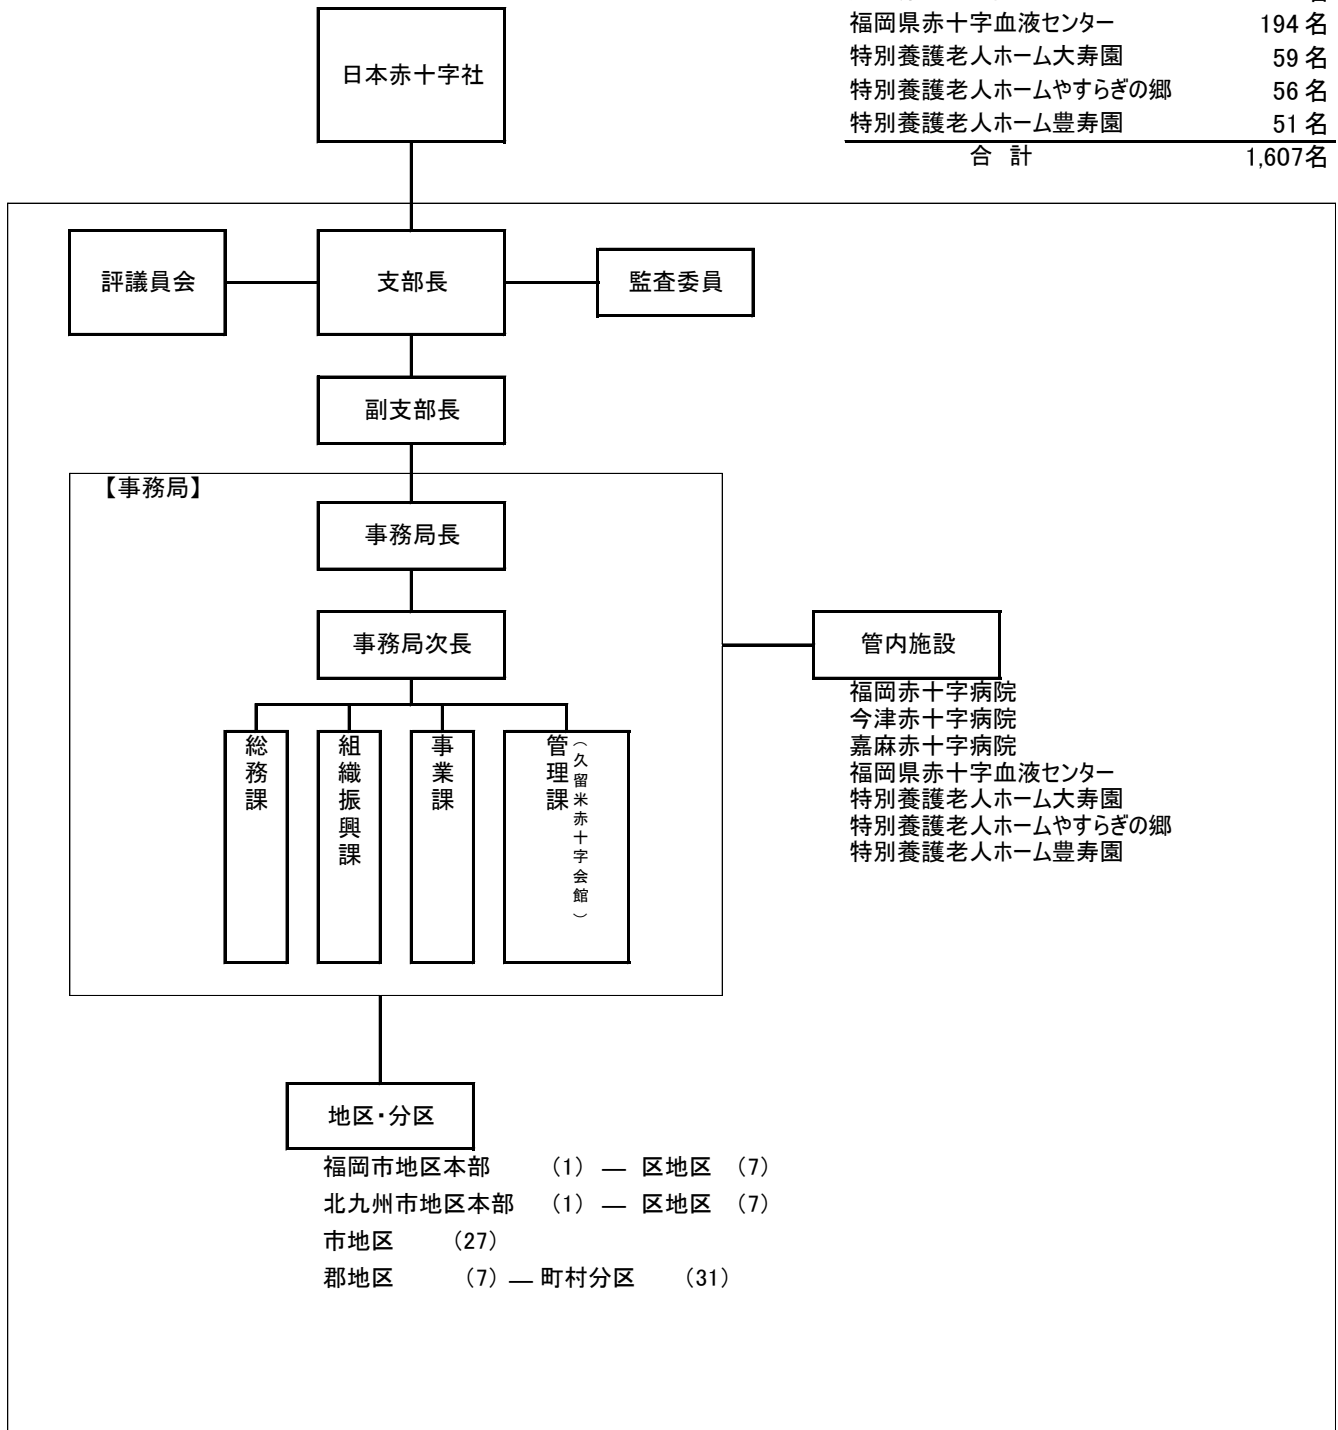 名
福岡県赤十字血液センター 194 名
特別養護老人ホーム大寿園 59 名
特別養護老人ホームやすらぎの郷 56 名
特別養護老人ホーム豊寿園 51 名
合 計 1,607名
日本赤十字社
評議員会
支部長
監査委員
副支部長
【事務局】
事務局長
事務局次長
総務課
組織振興課
事業課
管理課
(久留米赤十字会館)
管内施設
福岡赤十字病院
今津赤十字病院
嘉麻赤十字病院
福岡県赤十字血液センター
特別養護老人ホーム大寿園
特別養護老人ホームやすらぎの郷
特別養護老人ホーム豊寿園
地区・分区
福岡市地区本部 (1) ― 区地区 (7)
北九州市地区本部 (1) ― 区地区 (7)
市地区 (27)
郡地区 (7) ― 町村分区 (31)